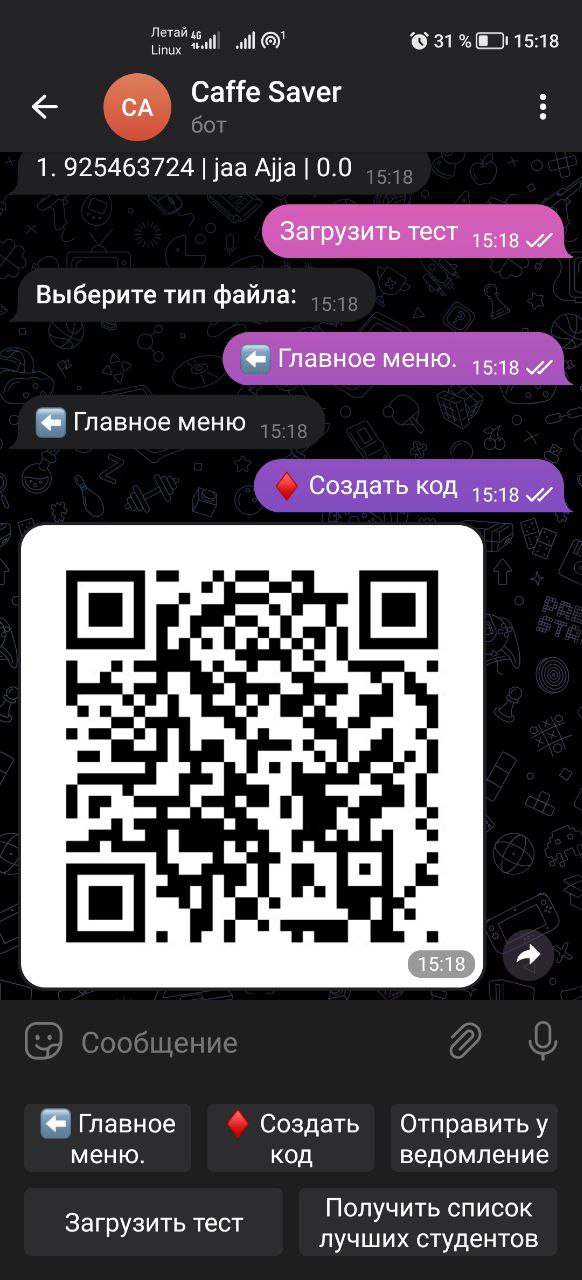 Летай
Linux
4G
1
31 %
15:18
CA
Caffe Saver
бот
1. 925463724 | jaa Ajja | 0.0 15:18
Загрузить тест 15:18
Выберите тип файла: 15:18
Главное меню. 15:18
Главное меню 15:18
Создать код 15:18
15:18
Сообщение
Главное
меню.
Создать
код
Отправить у
ведомление
Загрузить тест
Получить список
лучших студентов